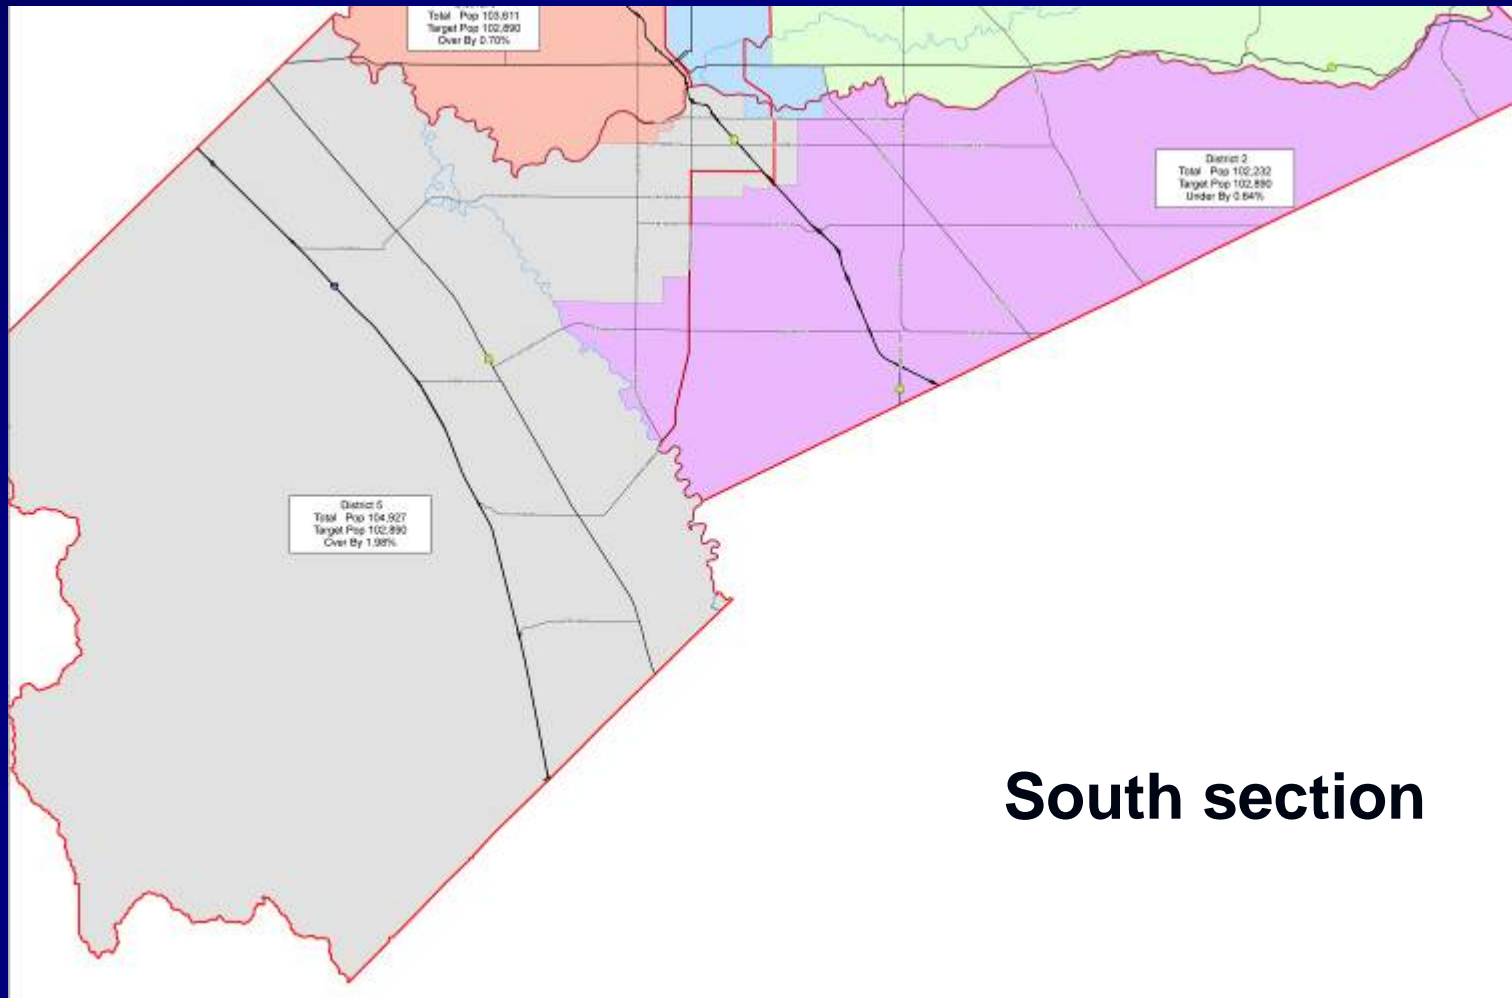 Total Pop 103,611
Target Pop 102,890
Over By 0.70%
District 2
Total Pop 102,232
Target Pop 102,890
Under By 0.64%
District 5
Total Pop 104,927
Target Pop 102,890
Over By 1.98%
South section